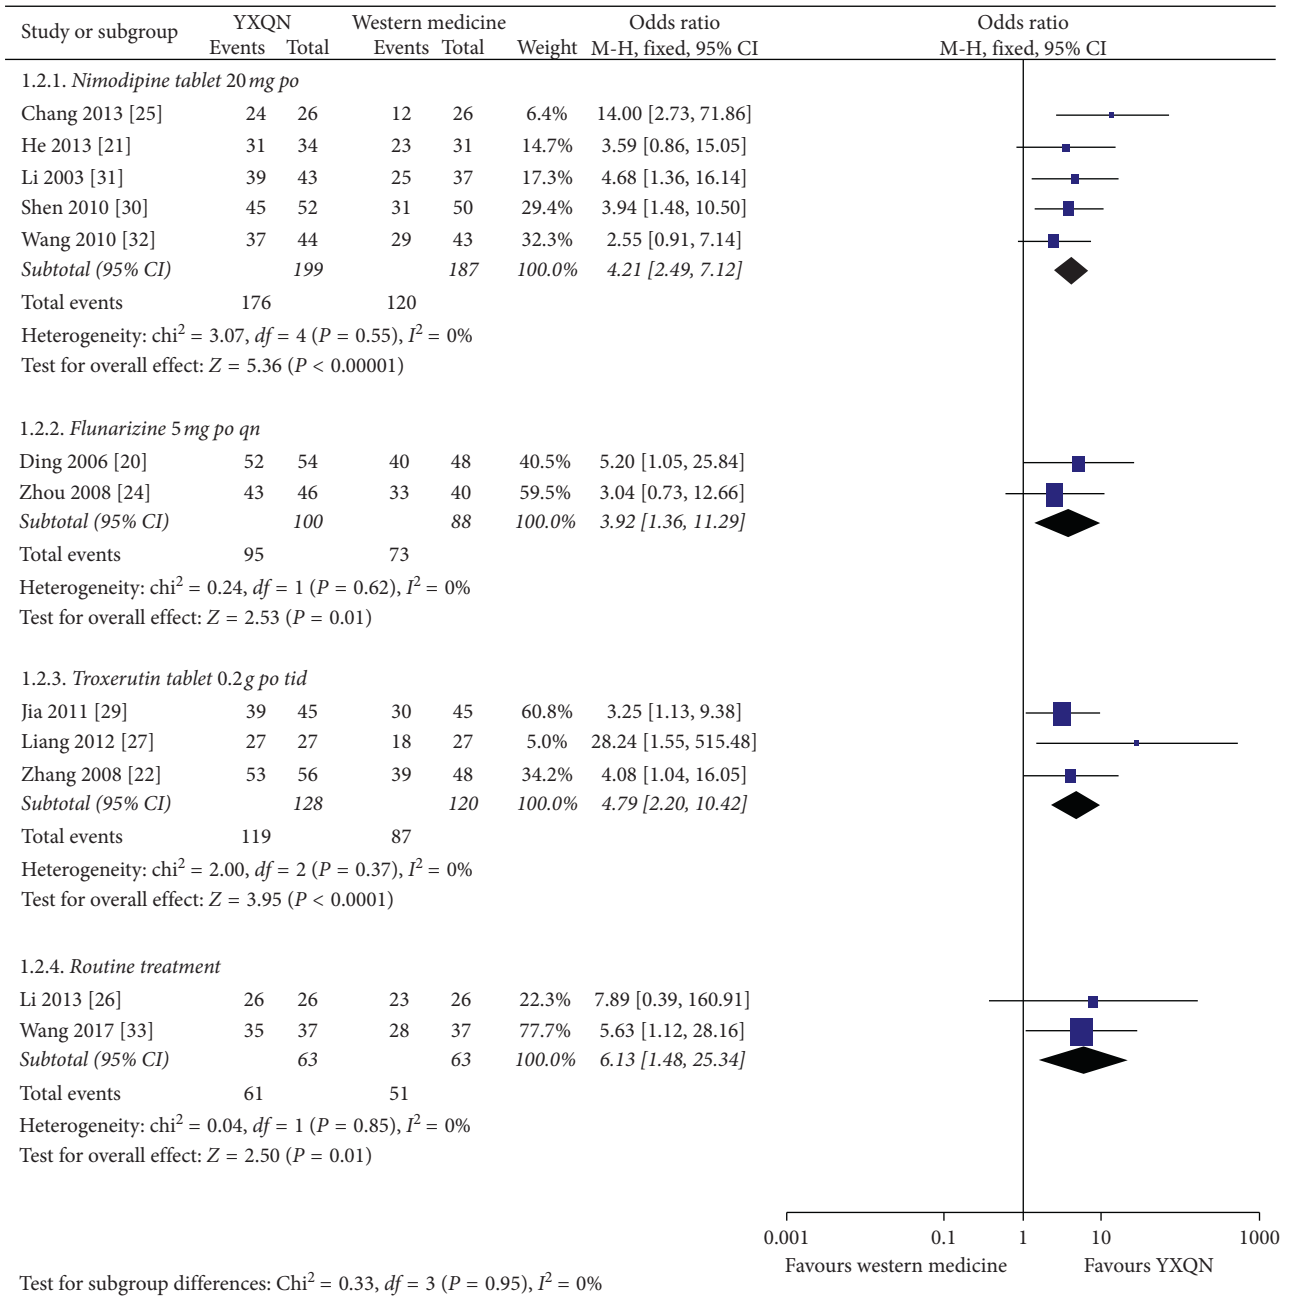 Study or subgroup YXQN Western medicine Weight Odds ratio Odds ratio
Events Total Events Total M-H, fixed, 95% CI M-H, fixed, 95% CI
1.2.1. Nimodipine tablet 20 mg po
Chang 2013 [25] 24 26 12 26 6.4% 14.00 [2.73, 71.86]
He 2013 [21] 31 34 23 31 14.7% 3.59 [0.86, 15.05]
Li 2003 [31] 39 43 25 37 17.3% 4.68 [1.36, 16.14]
Shen 2010 [30] 45 52 31 50 29.4% 3.94 [1.48, 10.50]
Wang 2010 [32] 37 44 29 43 32.3% 2.55 [0.91, 7.14]
Subtotal (95% CI) 199 187 100.0% 4.21 [2.49, 7.12]
Total events 176 120
Heterogeneity: chi² = 3.07, df = 4 (P = 0.55), I² = 0%
Test for overall effect: Z = 5.36 (P < 0.00001)
1.2.2. Flunarizine 5 mg po qn
Ding 2006 [20] 52 54 40 48 40.5% 5.20 [1.05, 25.84]
Zhou 2008 [24] 43 46 33 40 59.5% 3.04 [0.73, 12.66]
Subtotal (95% CI) 100 88 100.0% 3.92 [1.36, 11.29]
Total events 95 73
Heterogeneity: chi² = 0.24, df = 1 (P = 0.62), I² = 0%
Test for overall effect: Z = 2.53 (P = 0.01)
1.2.3. Troxerutin tablet 0.2 g po tid
Jia 2011 [29] 39 45 30 45 60.8% 3.25 [1.13, 9.38]
Liang 2012 [27] 27 27 18 27 5.0% 28.24 [1.55, 515.48]
Zhang 2008 [22] 53 56 39 48 34.2% 4.08 [1.04, 16.05]
Subtotal (95% CI) 128 120 100.0% 4.79 [2.20, 10.42]
Total events 119 87
Heterogeneity: chi² = 2.00, df = 2 (P = 0.37), I² = 0%
Test for overall effect: Z = 3.95 (P < 0.0001)
1.2.4. Routine treatment
Li 2013 [26] 26 26 23 26 22.3% 7.89 [0.39, 160.91]
Wang 2017 [33] 35 37 28 37 77.7% 5.63 [1.12, 28.16]
Subtotal (95% CI) 63 63 100.0% 6.13 [1.48, 25.34]
Total events 61 51
Heterogeneity: chi² = 0.04, df = 1 (P = 0.85), I² = 0%
Test for overall effect: Z = 2.50 (P = 0.01)
0.001 0.1 1 10 1000
Favours western medicine Favours YXQN
Test for subgroup differences: Chi² = 0.33, df = 3 (P = 0.95), I² = 0%